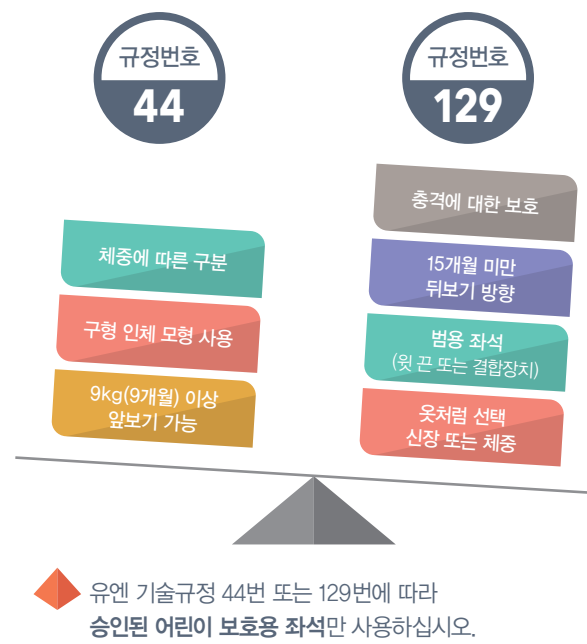 규정번호
44
규정번호
129
체중에 따른 구분
구형 인체 모형 사용
9kg(9개월) 이상
앞보기 가능
충격에 대한 보호
15개월 미만
뒤보기 방향
범용 좌석
(윗 끈 또는 결합장치)
옷처럼 선택
신장 또는 체중
유엔 기술규정 44번 또는 129번에 따라
승인된 어린이 보호용 좌석만 사용하십시오.